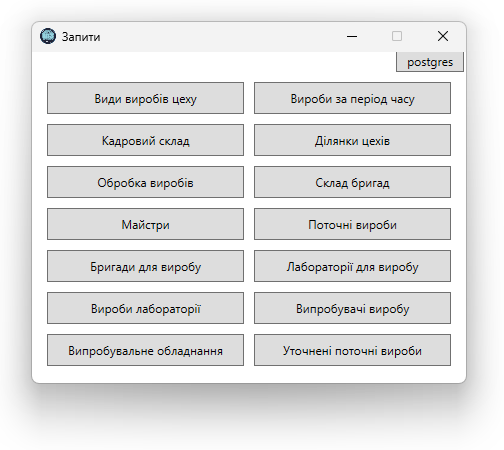 Запити
postgres
Види виробів цеху
Вироби за період часу
Кадровий склад
Ділянки цехів
Обробка виробів
Склад бригад
Майстри
Поточні вироби
Бригади для виробу
Лабораторії для виробу
Вироби лабораторії
Випробувачі виробу
Випробувальне обладнання
Уточнені поточні вироби